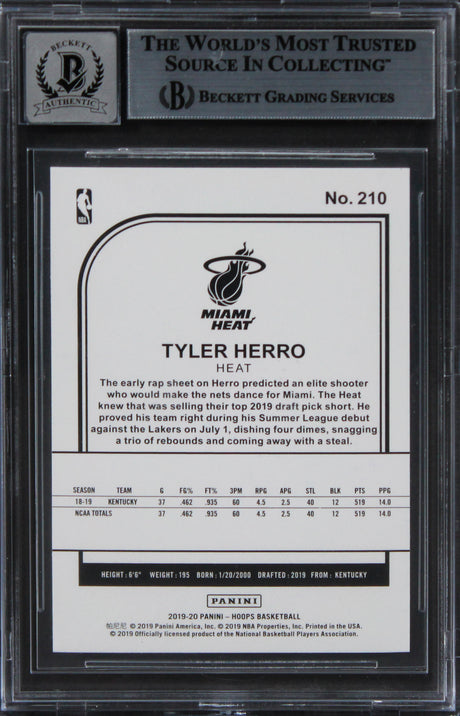 BECKETT
B
AUTHENTIC
THE WORLD'S MOST TRUSTED
SOURCE IN COLLECTING™
B BECKETT GRADING SERVICES
NBA
No. 210
MIAMI
HEAT
TYLER HERRO
HEAT
The early rap sheet on Herro predicted an elite shooter
who would make the nets dance for Miami. The Heat
knew that was selling their top 2019 draft pick short. He
proved his team right during his Summer League debut
against the Lakers on July 1, dishing four dimes, snagging
a trio of rebounds and coming away with a steal.
SEASON TEAM G FG% FT% 3PM RPG APG STL BLK PTS PPG
18-19 KENTUCKY 37 .462 .935 60 4.5 2.5 40 12 519 14.0
NCAA TOTALS 37 .462 .935 60 4.5 2.5 40 12 519 14.0
HEIGHT: 6'6" WEIGHT: 195 BORN: 1/20/2000 DRAFTED: 2019 FROM: KENTUCKY
PANINI
2019-20 PANINI – HOOPS BASKETBALL
帕尼尼 © 2019 Panini America, Inc. © 2019 NBA Properties, Inc. Printed in the USA.
© 2019 Officially licensed product of the National Basketball Players Association.